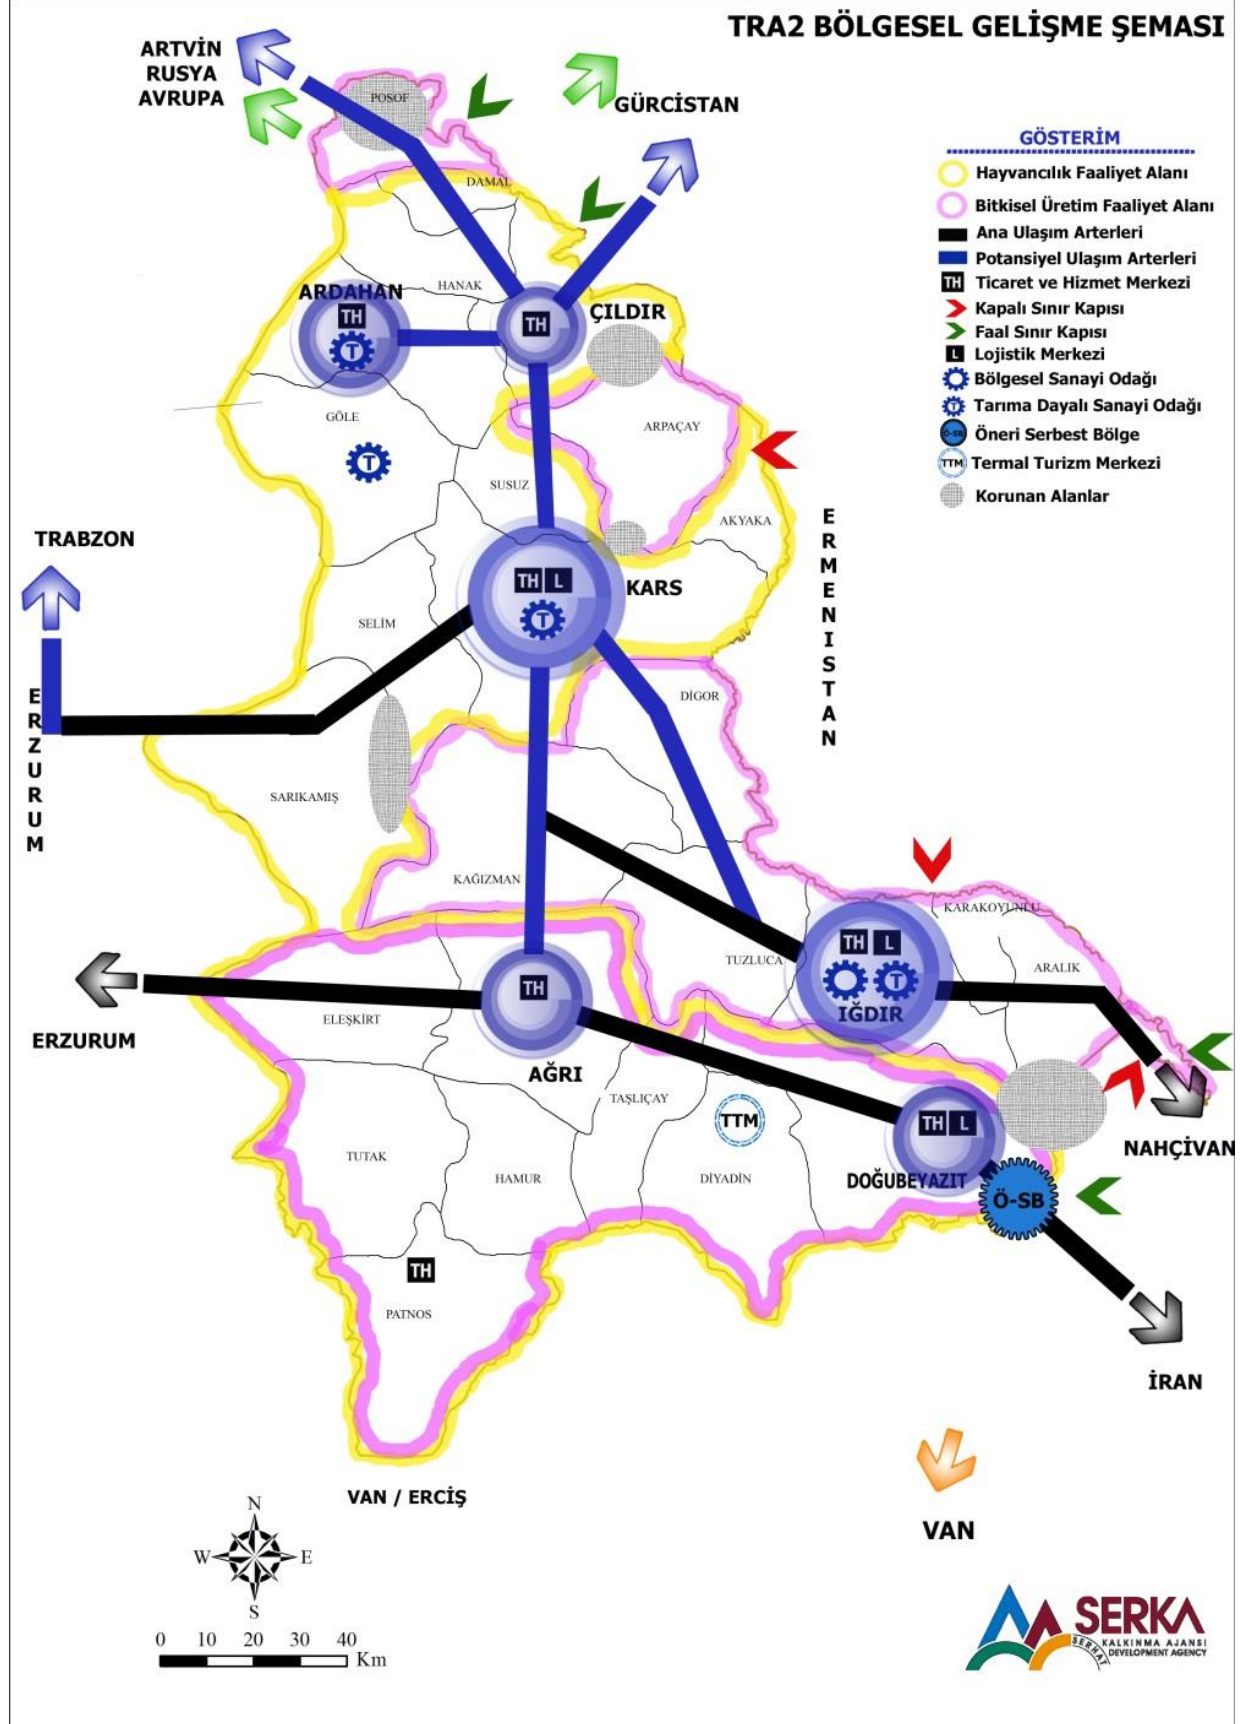 TRA2 BÖLGESEL GELİŞME ŞEMASI
ARTVİN
RUSYA
AVRUPA
GÜRCİSTAN
POSOF
DAMAL
GÖSTERİM
Hayvancılık Faaliyet Alanı
Bitkisel Üretim Faaliyet Alanı
Ana Ulaşım Arterleri
Potansiyel Ulaşım Arterleri
TH Ticaret ve Hizmet Merkezi
Kapalı Sınır Kapısı
Faal Sınır Kapısı
L Lojistik Merkezi
Bölgesel Sanayi Odağı
T Tarıma Dayalı Sanayi Odağı
Ö-SB Öneri Serbest Bölge
TTM Termal Turizm Merkezi
Korunan Alanlar
HANAK
ARDAHAN
TH
T
TH
ÇILDIR
GÖLE
T
ARPAÇAY
SUSUZ
AKYAKA
TRABZON
ERMENISTAN
TH L
T
KARS
SELİM
DİGOR
ERZURUM
SARIKAMIŞ
KAĞIZMAN
KARAKOYUNLU
TUZLUCA
TH L
T
IĞDIR
ARALIK
TH
ERZURUM
ELEŞKİRT
AĞRI
TAŞLIÇAY
TTM
TH L
NAHÇİVAN
TUTAK
HAMUR
DİYADİN
DOĞUBEYAZIT
Ö-SB
TH
PATNOS
İRAN
VAN / ERCİŞ
VAN
N
W E
S
0 10 20 30 40
Km
SERKA
SERHAT
KALKINMA AJANSI
DEVELOPMENT AGENCY